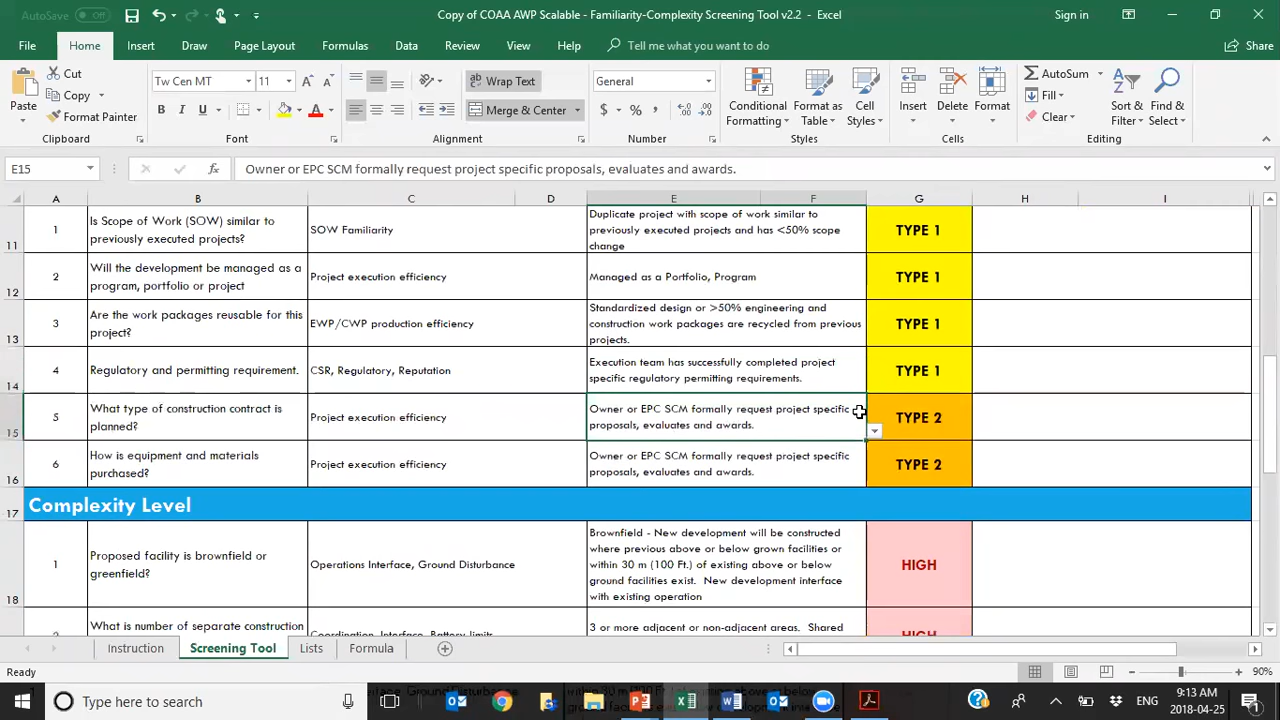 AutoSave Off Copy of COAA AWP Scalable - Familiarity-Complexity Screening Tool v2.2 - Excel Sign in
File Home Insert Draw Page Layout Formulas Data Review View Help Tell me what you want to do Share
Paste Cut Copy Format Painter
Tw Cen MT 11 Wrap Text General
B I U Merge & Center $ % ,
Conditional Formatting Format as Table Cell Styles Insert Delete Format
AutoSum Fill Clear Sort & Filter Find & Select
Clipboard Font Alignment Number Styles Cells Editing
E15 fx Owner or EPC SCM formally request project specific proposals, evaluates and awards.
A B C D E F G H I
11 1 Is Scope of Work (SOW) similar to
previously executed projects?
SOW Familiarity
Duplicate project with scope of work similar to
previously executed projects and has <50% scope
change
TYPE 1
12 2 Will the development be managed as a
program, portfolio or project
Project execution efficiency
Managed as a Portfolio, Program
TYPE 1
13 3 Are the work packages reusable for this
project?
EWP/CWP production efficiency
Standardized design or >50% engineering and
construction work packages are recycled from previous
projects.
TYPE 1
14 4 Regulatory and permitting requirement.
CSR, Regulatory, Reputation
Execution team has successfully completed project
specific regulatory permitting requirements.
TYPE 1
15 5 What type of construction contract is
planned?
Project execution efficiency
Owner or EPC SCM formally request project specific
proposals, evaluates and awards.
TYPE 2
16 6 How is equipment and materials
purchased?
Project execution efficiency
Owner or EPC SCM formally request project specific
proposals, evaluates and awards.
TYPE 2
17 Complexity Level
18 1 Proposed facility is brownfield or
greenfield?
Operations Interface, Ground Disturbance
Brownfield - New development will be constructed
where previous above or below grown facilities or
within 30 m (100 Ft.) of existing above or below
ground facilities exist. New development interface
with existing operation
HIGH
What is number of separate construction
Coordination, Interface, Battery limits
3 or more adjacent or non-adjacent areas. Shared
HIGH
Instruction Screening Tool Lists Formula
Ready 90%
Type here to search ENG 9:13 AM
2018-04-25